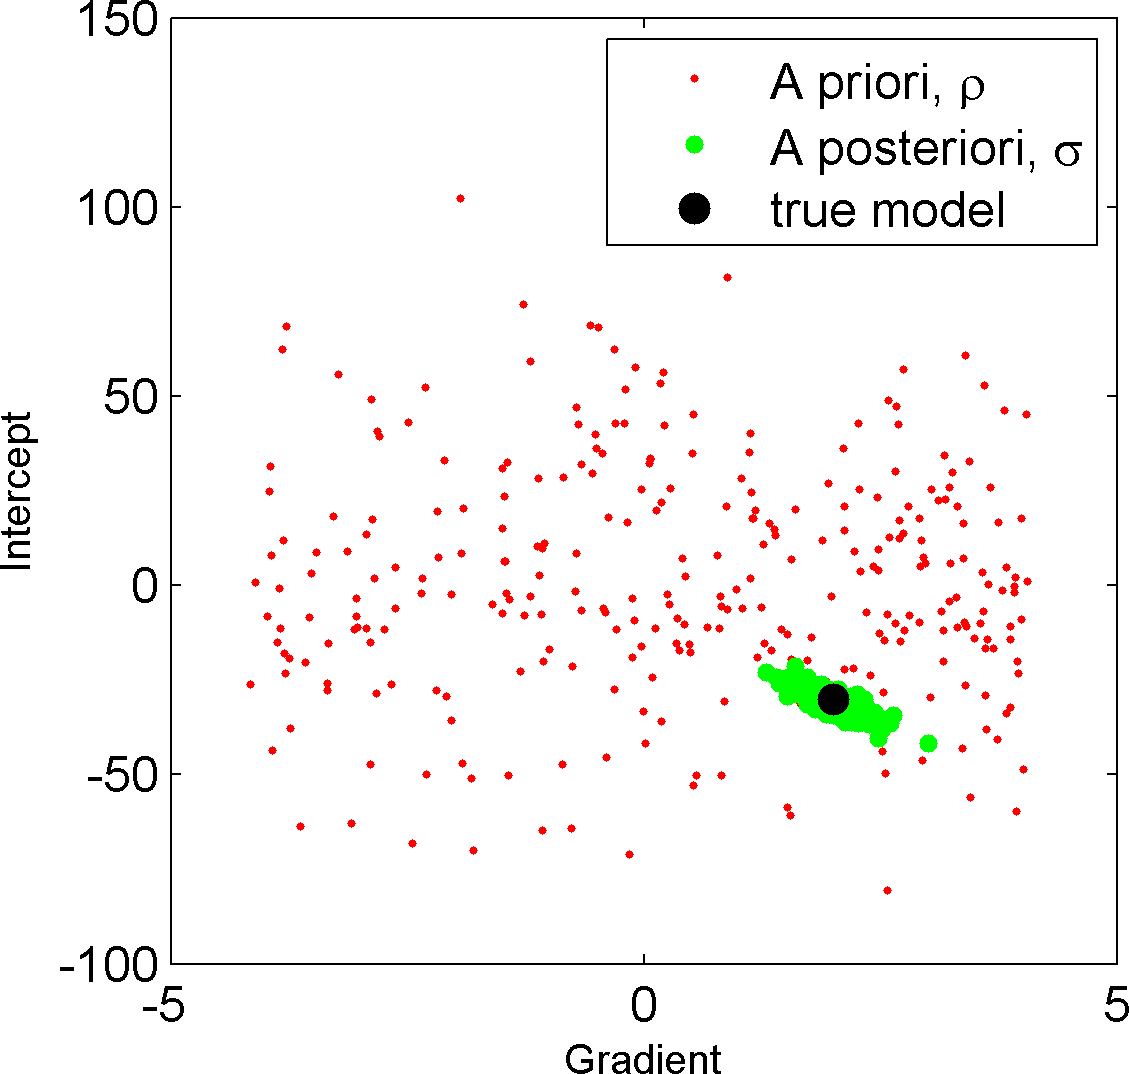 150
100
50
0
-50
-100
Intercept
A priori, ρ
A posteriori, σ
true model
-5
0
5
Gradient